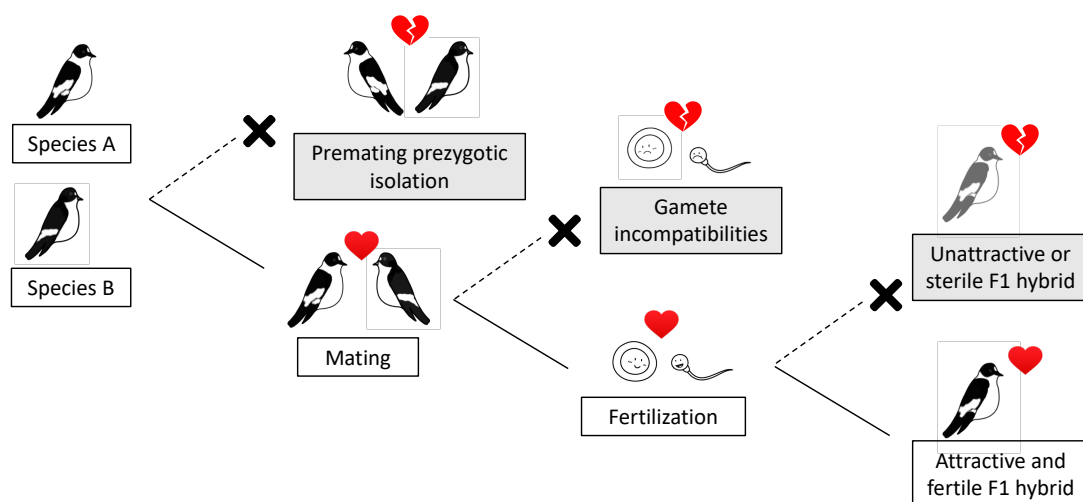 Species A
Species B
Premating prezygotic
isolation
Mating
Gamete
incompatibilities
Fertilization
Unattractive or
sterile F1 hybrid
Attractive and
fertile F1 hybrid